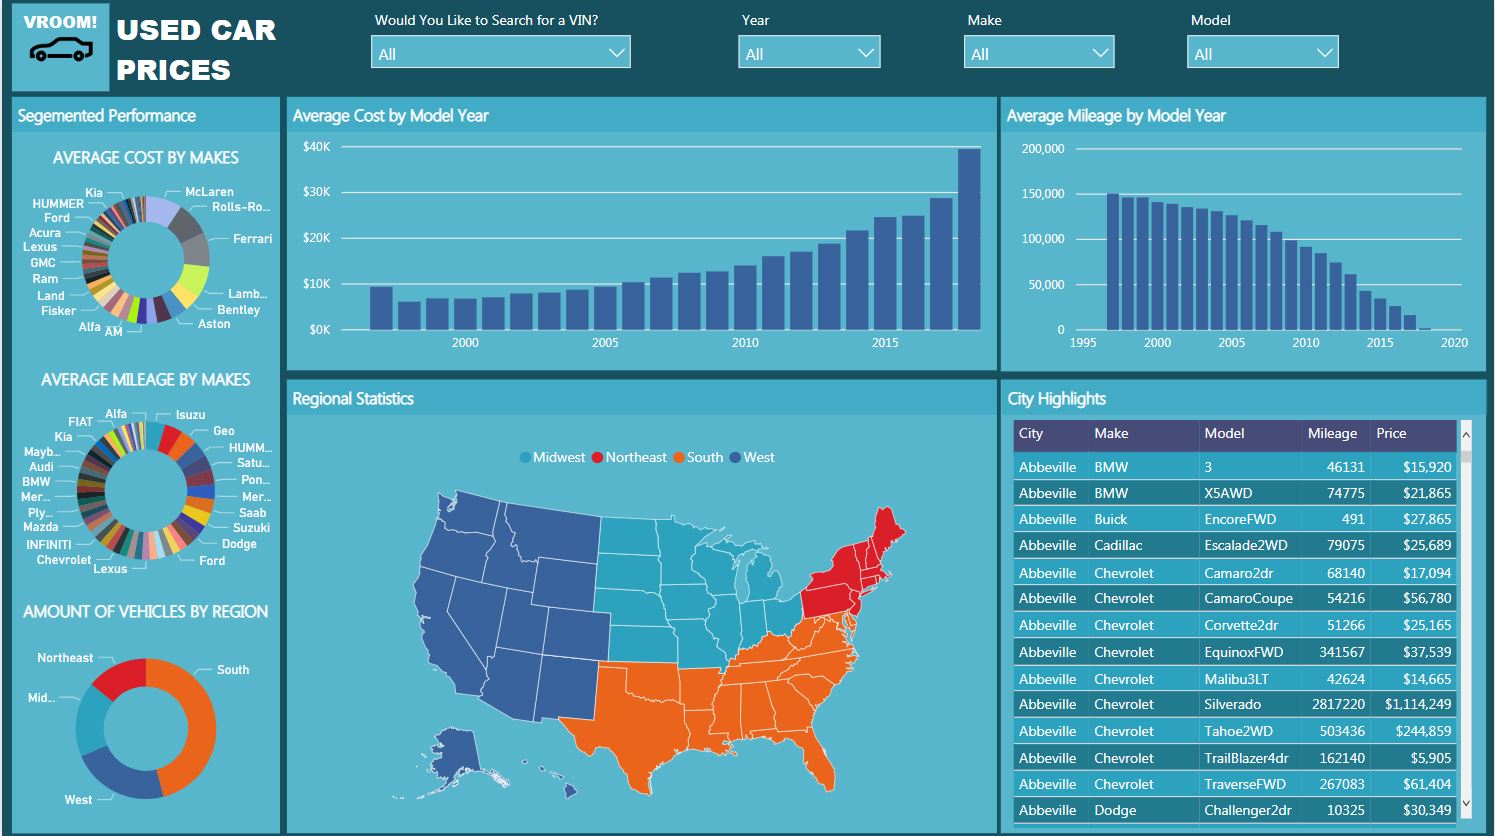 VROOM!
USED CAR
PRICES
Would You Like to Search for a VIN?
All
Year
All
Make
All
Model
All
Segemented Performance
AVERAGE COST BY MAKES
Kia
McLaren
HUMMER
Rolls-Ro...
Ford
Acura
Ferrari
Lexus
GMC
Ram
Land
Lamb...
Fisker
Bentley
Alfa
AM
Aston
AVERAGE MILEAGE BY MAKES
Alfa
Isuzu
FIAT
Geo
Kia
HUMM...
Mayb...
Satu...
Audi
Pon...
BMW
Mer...
Mer...
Saab
Ply...
Suzuki
Mazda
Dodge
INFINITI
Chevrolet
Ford
Lexus
AMOUNT OF VEHICLES BY REGION
Northeast
South
Mid...
West
Average Cost by Model Year
$40K
$30K
$20K
$10K
$0K
2000
2005
2010
2015
Average Mileage by Model Year
200,000
150,000
100,000
50,000
0
1995
2000
2005
2010
2015
2020
Regional Statistics
Midwest Northeast South West
City Highlights
City Make Model Mileage Price
Abbeville BMW 3 46131 $15,920
Abbeville BMW X5AWD 74775 $21,865
Abbeville Buick EncoreFWD 491 $27,865
Abbeville Cadillac Escalade2WD 79075 $25,689
Abbeville Chevrolet Camaro2dr 68140 $17,094
Abbeville Chevrolet CamaroCoupe 54216 $56,780
Abbeville Chevrolet Corvette2dr 51266 $25,165
Abbeville Chevrolet EquinoxFWD 341567 $37,539
Abbeville Chevrolet Malibu3LT 42624 $14,665
Abbeville Chevrolet Silverado 2817220 $1,114,249
Abbeville Chevrolet Tahoe2WD 503436 $244,859
Abbeville Chevrolet TrailBlazer4dr 162140 $5,905
Abbeville Chevrolet TraverseFWD 267083 $61,404
Abbeville Dodge Challenger2dr 10325 $30,349